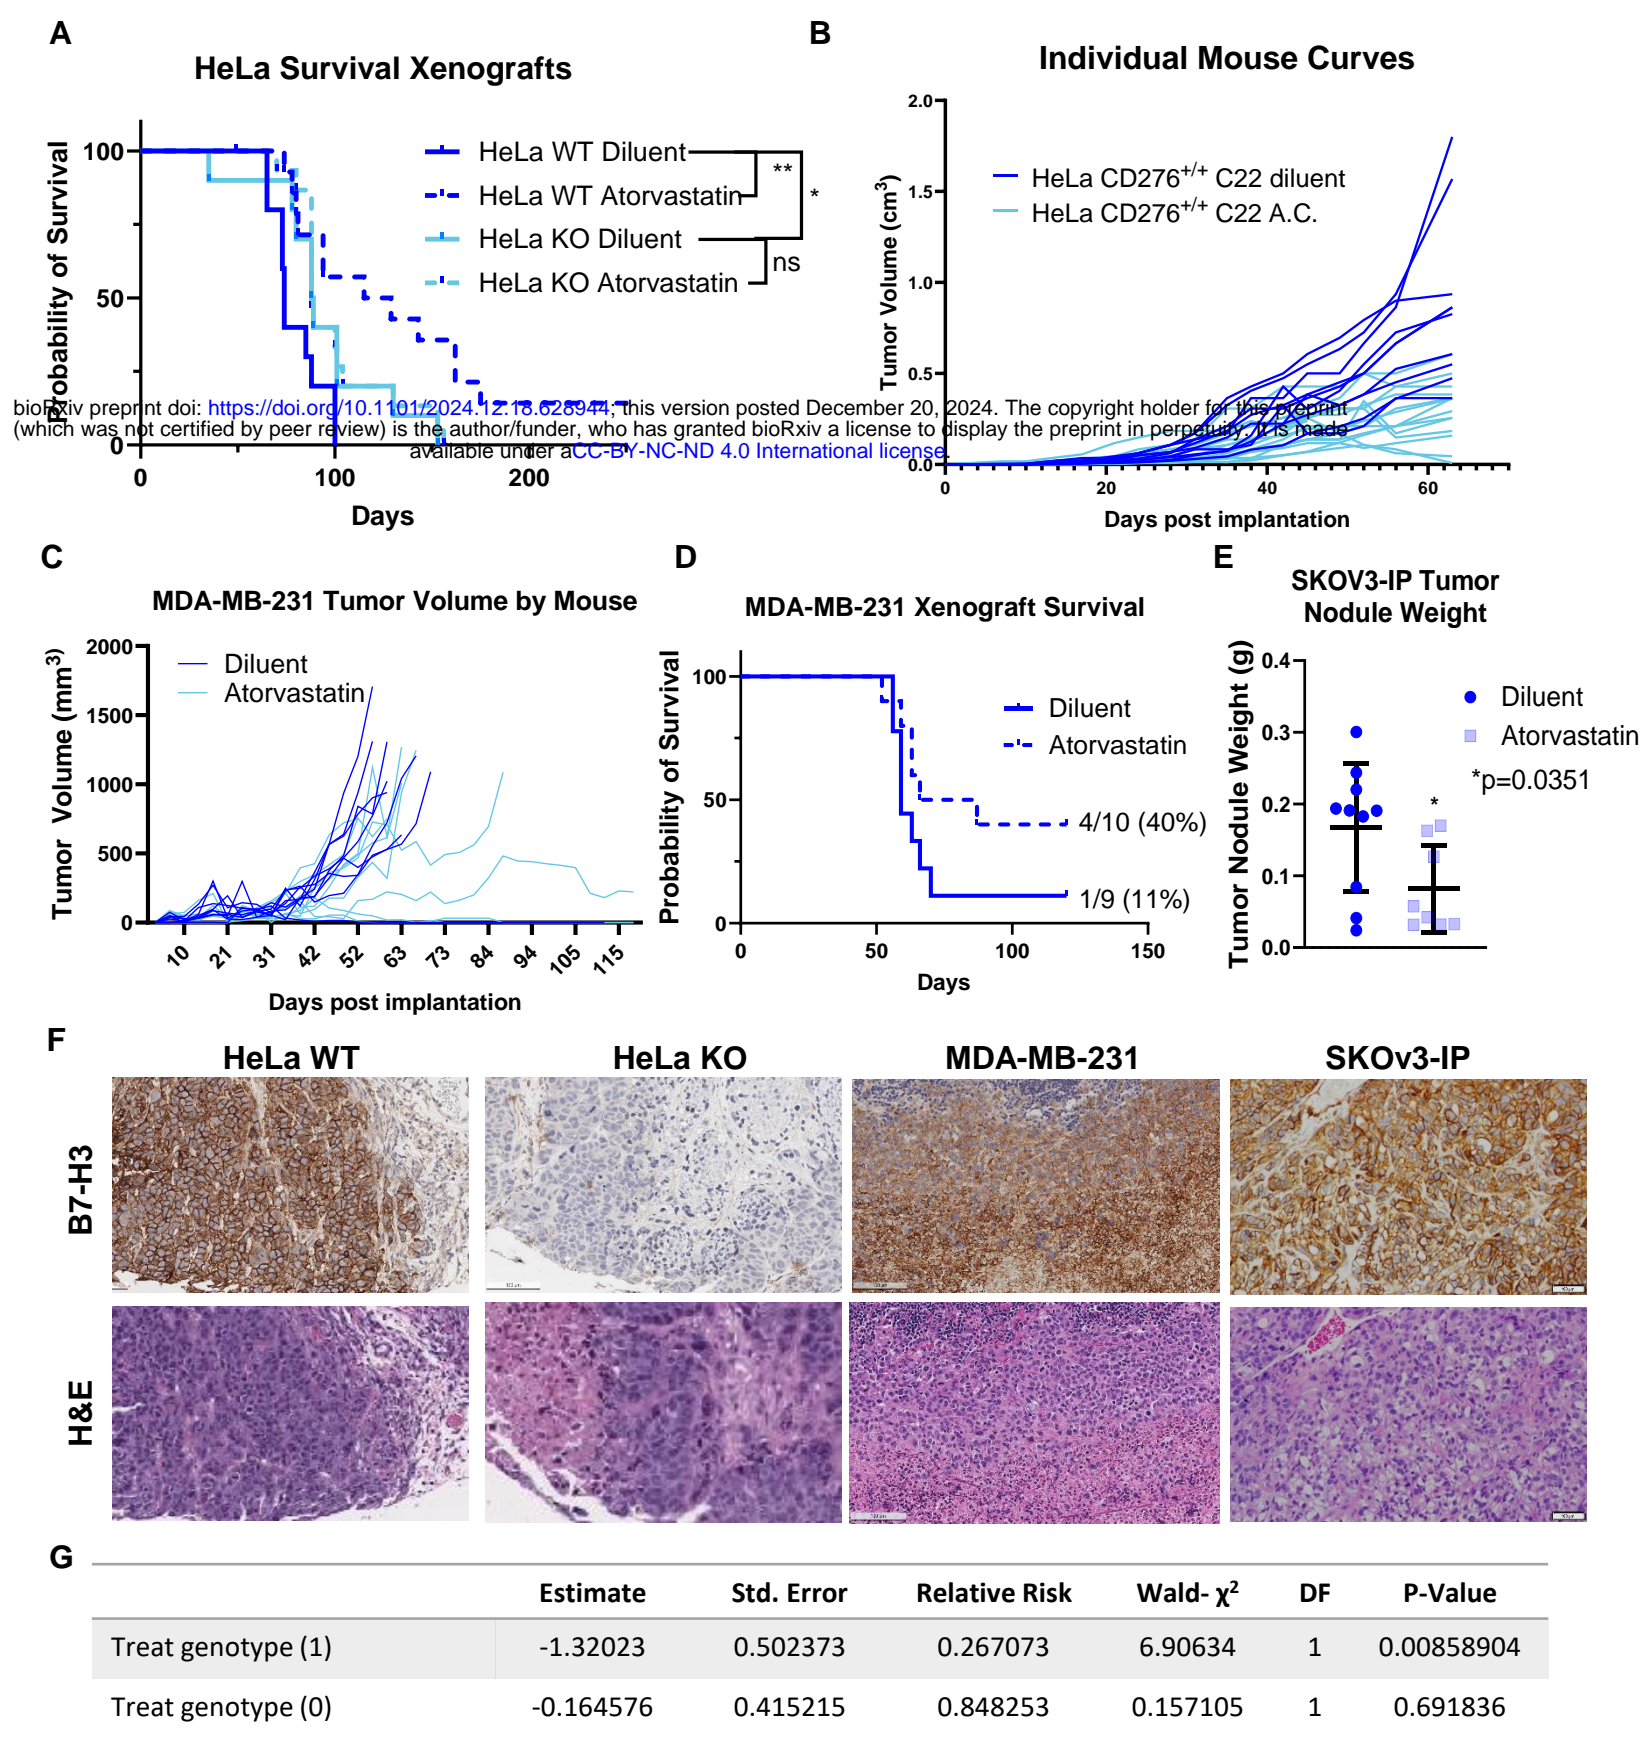 A
HeLa Survival Xenografts
Probability of Survival
100
50
0
0
100
200
Days
HeLa WT Diluent
HeLa WT Atorvastatin
HeLa KO Diluent
HeLa KO Atorvastatin
**
*
ns
B
Individual Mouse Curves
Tumor Volume (cm³)
2.0
1.5
1.0
0.5
0.0
0
20
40
60
Days post implantation
HeLa CD276⁺/⁺ C22 diluent
HeLa CD276⁺/⁺ C22 A.C.
bioRxiv preprint doi: https://doi.org/10.1101/2024.12.18.628944; this version posted December 20, 2024. The copyright holder for this preprint
(which was not certified by peer review) is the author/funder, who has granted bioRxiv a license to display the preprint in perpetuity. It is made
available under aCC-BY-NC-ND 4.0 International license.
C
MDA-MB-231 Tumor Volume by Mouse
Tumor Volume (mm³)
2000
1500
1000
500
0
Diluent
Atorvastatin
10
21
31
42
52
63
73
84
94
105
115
Days post implantation
D
MDA-MB-231 Xenograft Survival
Probability of Survival
100
50
0
0
50
100
150
Days
Diluent
Atorvastatin
4/10 (40%)
1/9 (11%)
E
SKOV3-IP Tumor
Nodule Weight
Tumor Nodule Weight (g)
0.4
0.3
0.2
0.1
0.0
Diluent
Atorvastatin
*p=0.0351
*
F
HeLa WT
HeLa KO
MDA-MB-231
SKOv3-IP
B7-H3
H&E
G
Estimate Std. Error Relative Risk Wald- χ² DF P-Value
Treat genotype (1) -1.32023 0.502373 0.267073 6.90634 1 0.00858904
Treat genotype (0) -0.164576 0.415215 0.848253 0.157105 1 0.691836